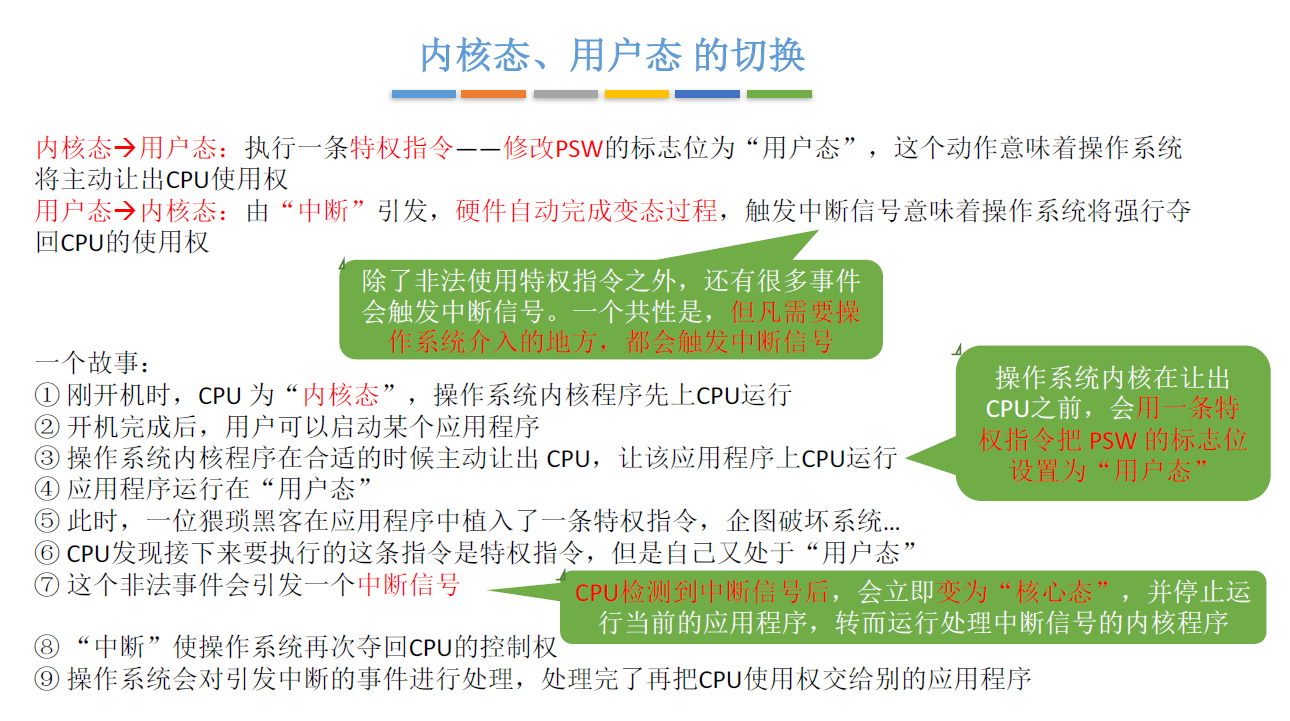 内核态、用户态 的切换
内核态→用户态：执行一条特权指令——修改PSW的标志位为“用户态”，这个动作意味着操作系统
将主动让出CPU使用权
用户态→内核态：由“中断”引发，硬件自动完成变态过程，触发中断信号意味着操作系统将强行夺
回CPU的使用权
除了非法使用特权指令之外，还有很多事件
会触发中断信号。一个共性是，但凡需要操
作系统介入的地方，都会触发中断信号
一个故事：
① 刚开机时，CPU 为“内核态”，操作系统内核程序先上CPU运行
② 开机完成后，用户可以启动某个应用程序
③ 操作系统内核程序在合适的时候主动让出 CPU，让该应用程序上CPU运行
操作系统内核在让出
CPU之前，会用一条特
权指令把 PSW 的标志位
设置为“用户态”
④ 应用程序运行在“用户态”
⑤ 此时，一位猥琐黑客在应用程序中植入了一条特权指令，企图破坏系统...
⑥ CPU发现接下来要执行的这条指令是特权指令，但是自己又处于“用户态”
⑦ 这个非法事件会引发一个中断信号
CPU检测到中断信号后，会立即变为“核心态”，并停止运
行当前的应用程序，转而运行处理中断信号的内核程序
⑧ “中断”使操作系统再次夺回CPU的控制权
⑨ 操作系统会对引发中断的事件进行处理，处理完了再把CPU使用权交给别的应用程序